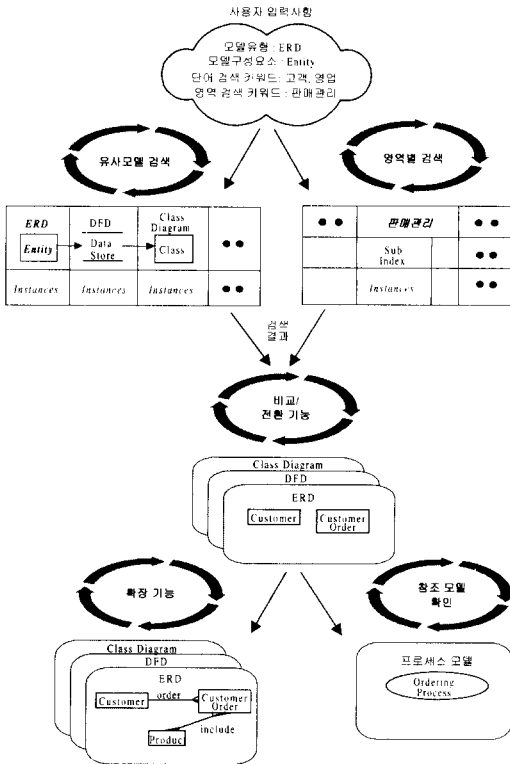 사용자 입력사항
모델유형 : ERD
모델구성요소 : Entity
단어 검색 키워드: 고객, 영업
영역 검색 키워드 : 판매관리
유사모델 검색
영역별 검색
ERD
DFD
Class
Diagram
Entity
Data
Store
Class
Instances
Instances
Instances
판매관리
Sub
Index
Instances
검색
결과
비교/
전환 기능
Class Diagram
DFD
ERD
Customer
Customer
Order
확장 기능
참조 모델
확인
Class Diagram
DFD
ERD
Customer
order
Customer
Order
include
Product
프로세스 모델
Ordering
Process